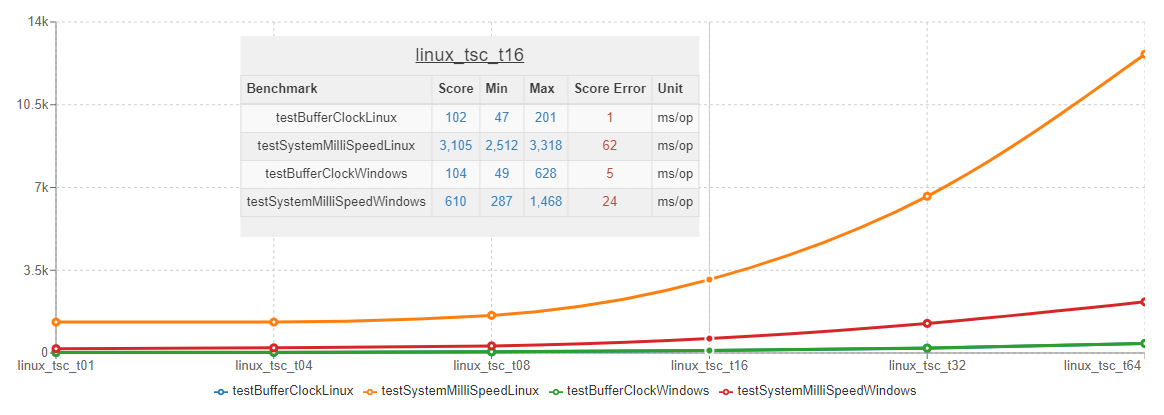 14k
linux_tsc_t16
Benchmark Score Min Max Score Error Unit
testBufferClockLinux 102 47 201 1 ms/op
10.5k
testSystemMilliSpeedLinux 3,105 2,512 3,318 62 ms/op
testBufferClockWindows 104 49 628 5 ms/op
7k
testSystemMilliSpeedWindows 610 287 1,468 24 ms/op
3.5k
0
linux_tsc_t01 linux_tsc_t04 linux_tsc_t08 linux_tsc_t16 linux_tsc_t32 linux_tsc_t64
testBufferClockLinux testSystemMilliSpeedLinux testBufferClockWindows testSystemMilliSpeedWindows